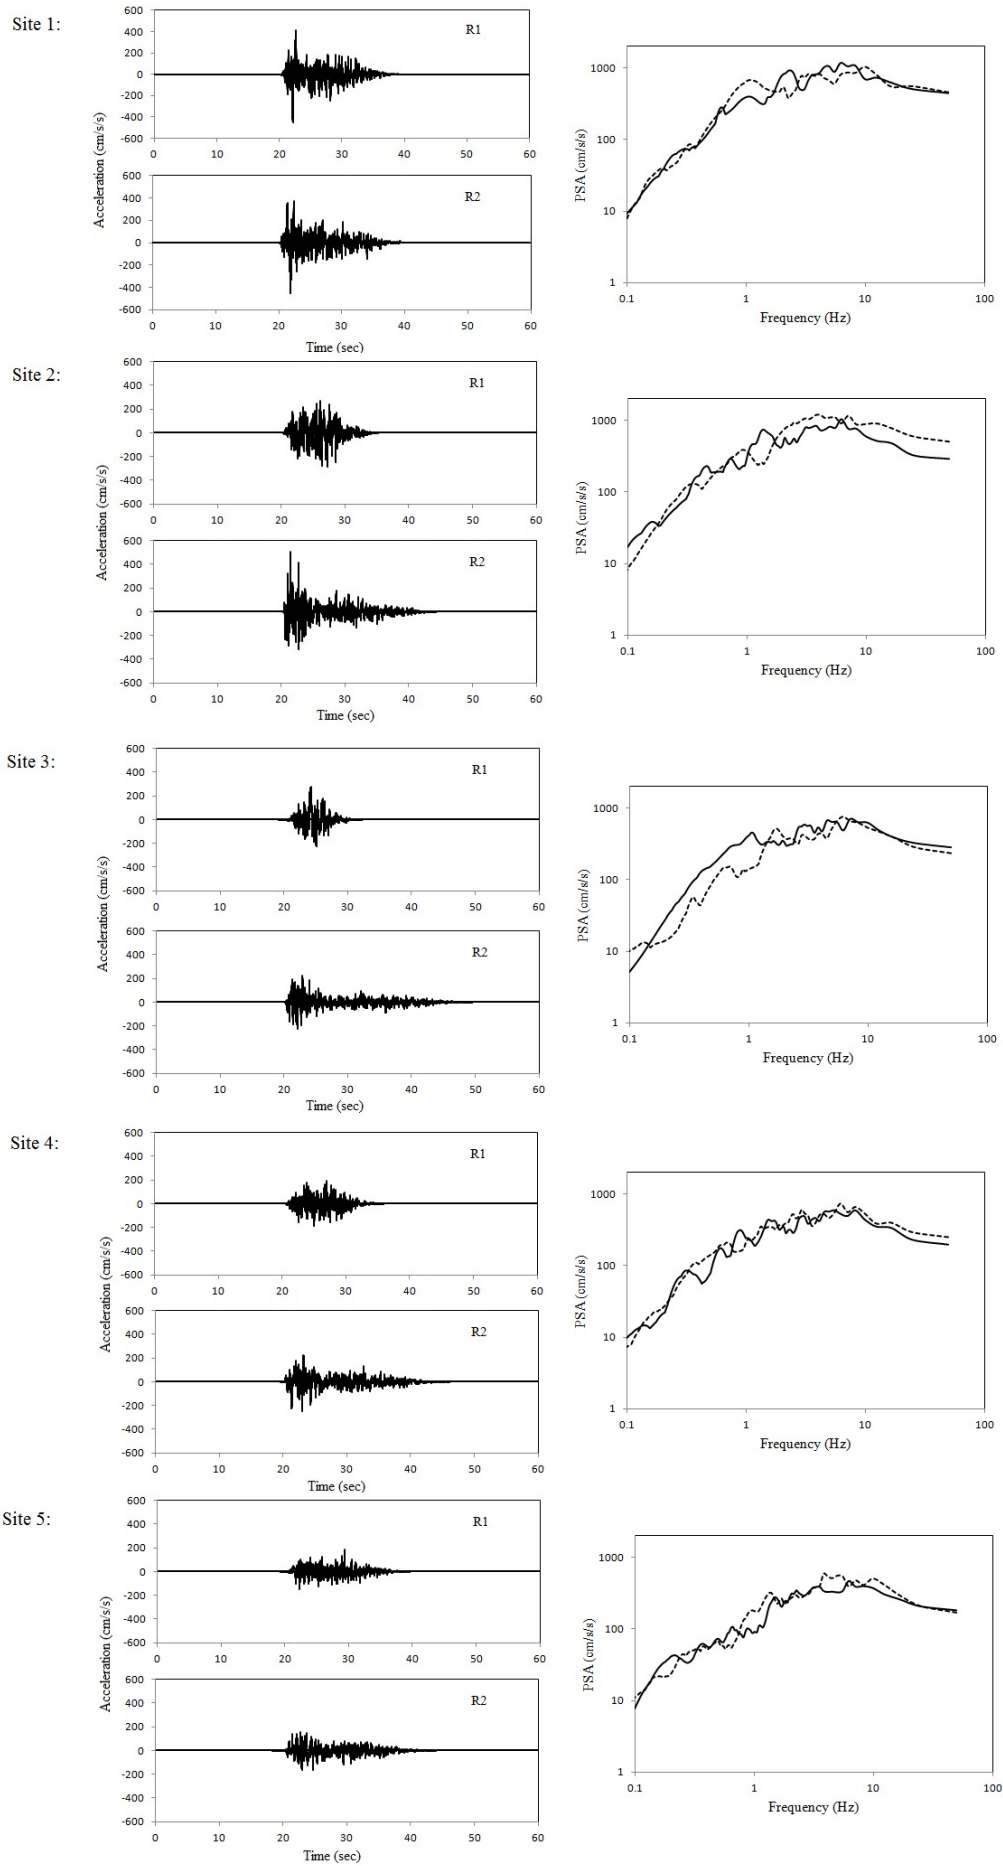 Site 1:
Acceleration (cm/s/s)
600
400
200
0
-200
-400
-600
R1
0 10 20 30 40 50 60
600
400
200
0
-200
-400
-600
R2
0 10 20 30 40 50 60
Time (sec)
PSA (cm/s/s)
1000
100
10
1
0.1 1 10 100
Frequency (Hz)
Site 2:
Acceleration (cm/s/s)
600
400
200
0
-200
-400
-600
R1
0 10 20 30 40 50 60
600
400
200
0
-200
-400
-600
R2
0 10 20 30 40 50 60
Time (sec)
PSA (cm/s/s)
1000
100
10
1
0.1 1 10 100
Frequency (Hz)
Site 3:
Acceleration (cm/s/s)
600
400
200
0
-200
-400
-600
R1
0 10 20 30 40 50 60
600
400
200
0
-200
-400
-600
R2
0 10 20 30 40 50 60
Time (sec)
PSA (cm/s/s)
1000
100
10
1
0.1 1 10 100
Frequency (Hz)
Site 4:
Acceleration (cm/s/s)
600
400
200
0
-200
-400
-600
R1
0 10 20 30 40 50 60
600
400
200
0
-200
-400
-600
R2
0 10 20 30 40 50 60
Time (sec)
PSA (cm/s/s)
1000
100
10
1
0.1 1 10 100
Frequency (Hz)
Site 5:
Acceleration (cm/s/s)
600
400
200
0
-200
-400
-600
R1
0 10 20 30 40 50 60
600
400
200
0
-200
-400
-600
R2
0 10 20 30 40 50 60
Time (sec)
PSA (cm/s/s)
1000
100
10
1
0.1 1 10 100
Frequency (Hz)